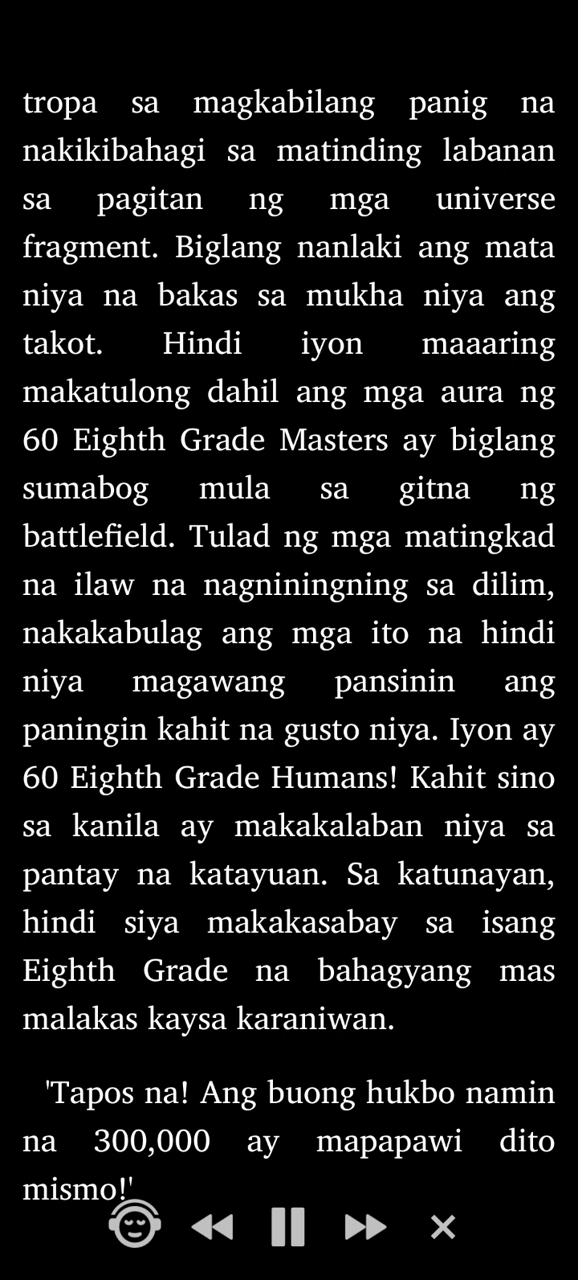 tropa sa magkabilang panig na
nakikibahagi sa matinding labanan
sa pagitan ng mga universe
fragment. Biglang nanlaki ang mata
niya na bakas sa mukha niya ang
takot. Hindi iyon maaaring
makatulong dahil ang mga aura ng
60 Eighth Grade Masters ay biglang
sumabog mula sa gitna ng
battlefield. Tulad ng mga matingkad
na ilaw na nagniningning sa dilim,
nakakabulag ang mga ito na hindi
niya magawang pansinin ang
paningin kahit na gusto niya. Iyon ay
60 Eighth Grade Humans! Kahit sino
sa kanila ay makakalaban niya sa
pantay na katayuan. Sa katunayan,
hindi siya makakasabay sa isang
Eighth Grade na bahagyang mas
malakas kaysa karaniwan.
'Tapos na! Ang buong hukbo namin
na 300,000 ay mapapawi dito
mismo!'